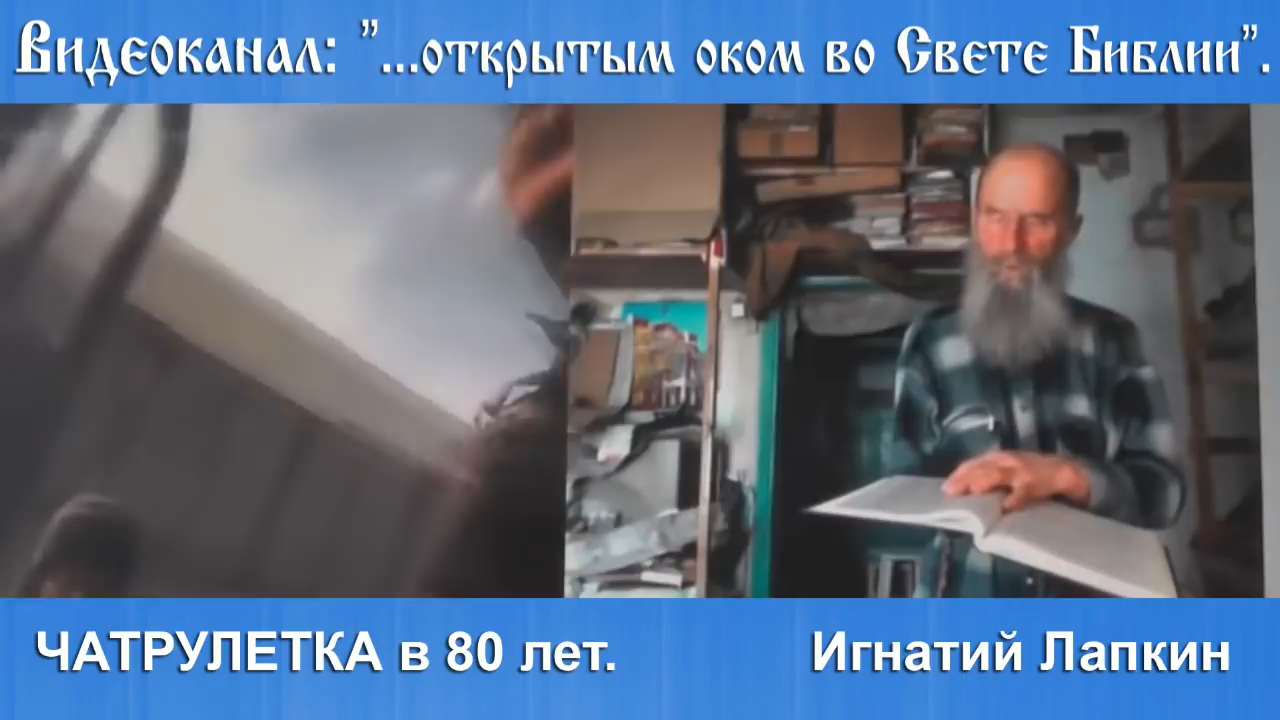 Видеоканал: "...открытым оком во Свете Библии".
ЧАТРУЛЕТКА в 80 лет. Игнатий Лапкин